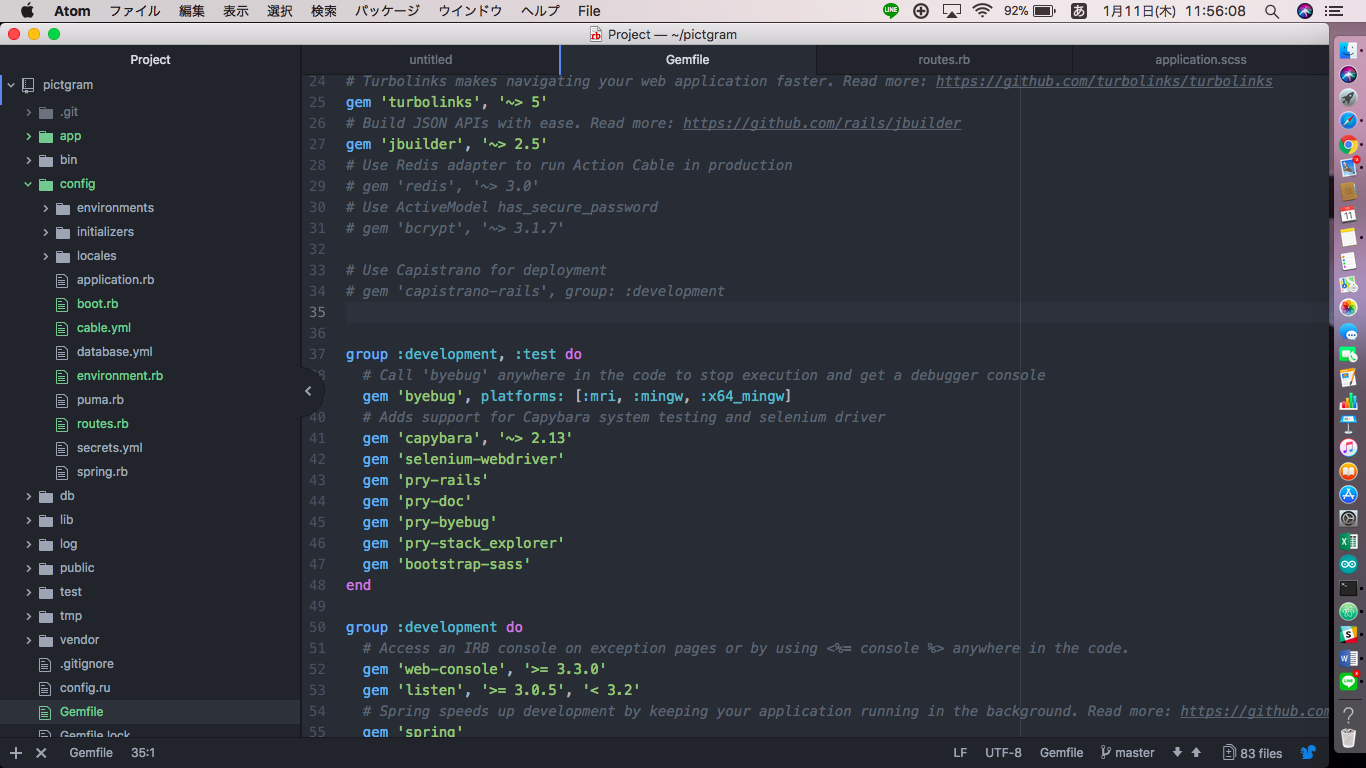 Atom ファイル 編集 表示 選択 検索 パッケージ ウインドウ ヘルプ File LINE 92% あ 1月11日(木) 11:56:08
Project — ~/pictgram
Project
untitled
Gemfile
routes.rb
application.scss
pictgram
.git
app
bin
config
environments
initializers
locales
application.rb
boot.rb
cable.yml
database.yml
environment.rb
puma.rb
routes.rb
secrets.yml
spring.rb
db
lib
log
public
test
tmp
vendor
.gitignore
config.ru
Gemfile
Gemfile.lock
24 # Turbolinks makes navigating your web application faster. Read more: https://github.com/turbolinks/turbolinks
25 gem 'turbolinks', '~> 5'
26 # Build JSON APIs with ease. Read more: https://github.com/rails/jbuilder
27 gem 'jbuilder', '~> 2.5'
28 # Use Redis adapter to run Action Cable in production
29 # gem 'redis', '~> 3.0'
30 # Use ActiveModel has_secure_password
31 # gem 'bcrypt', '~> 3.1.7'
32
33 # Use Capistrano for deployment
34 # gem 'capistrano-rails', group: :development
35
36
37 group :development, :test do
38 # Call 'byebug' anywhere in the code to stop execution and get a debugger console
gem 'byebug', platforms: [:mri, :mingw, :x64_mingw]
40 # Adds support for Capybara system testing and selenium driver
41 gem 'capybara', '~> 2.13'
42 gem 'selenium-webdriver'
43 gem 'pry-rails'
44 gem 'pry-doc'
45 gem 'pry-byebug'
46 gem 'pry-stack_explorer'
47 gem 'bootstrap-sass'
48 end
49
50 group :development do
51 # Access an IRB console on exception pages or by using <%= console %> anywhere in the code.
52 gem 'web-console', '>= 3.3.0'
53 gem 'listen', '>= 3.0.5', '< 3.2'
54 # Spring speeds up development by keeping your application running in the background. Read more: https://github.com
55 gem 'spring'
Gemfile 35:1
LF UTF-8 Gemfile master 83 files